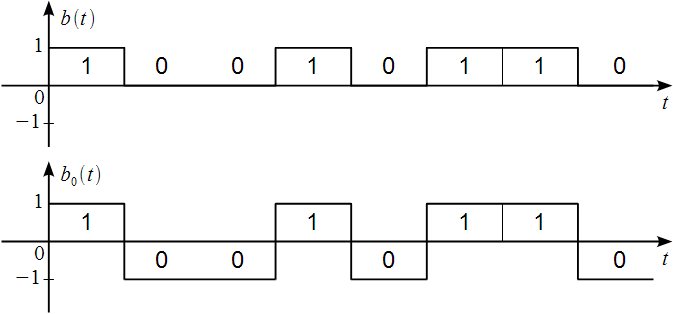 b(t)
1 1 0 0 1 0 1 1 0
0 t
−1
b₀(t)
1 1 1 1 1
0 0 0 0 0 t
−1